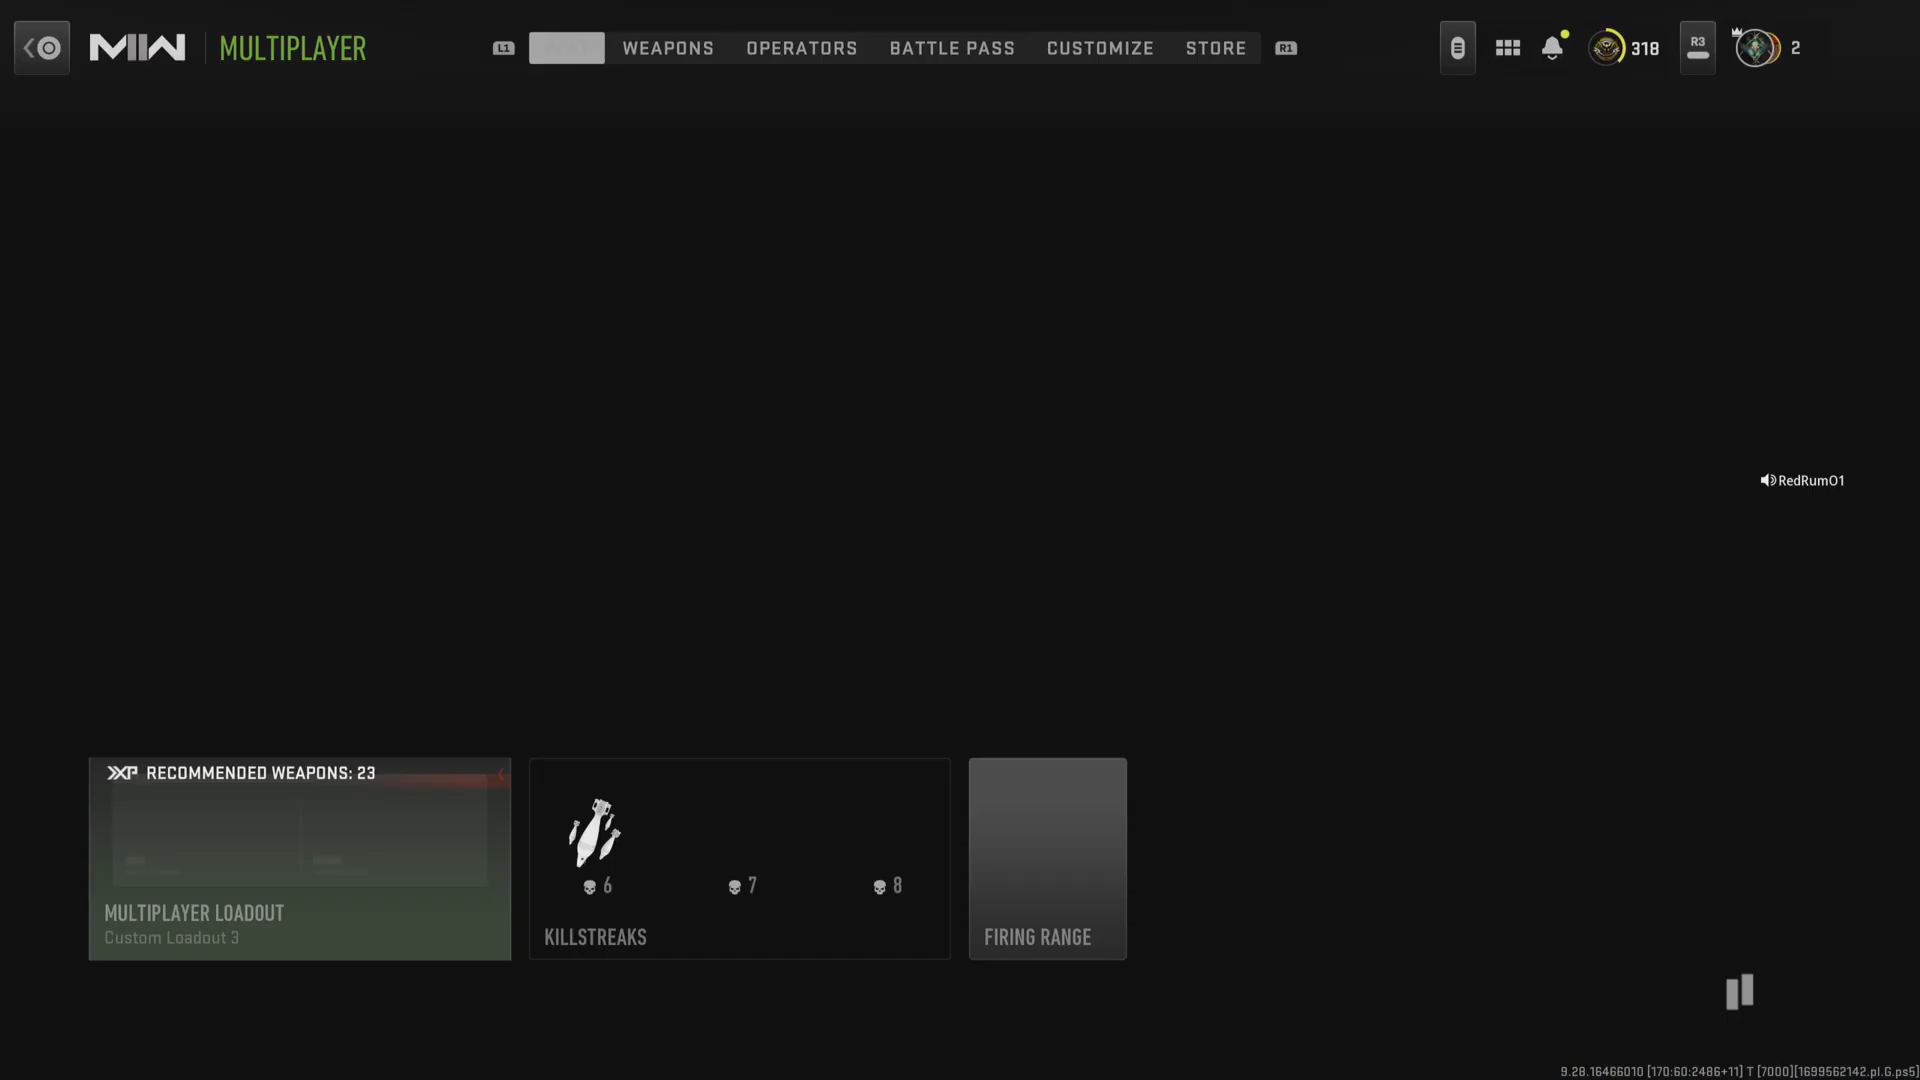 MWII MULTIPLAYER L1 WEAPONS OPERATORS BATTLE PASS CUSTOMIZE STORE R1 318 R3 2
RedRum01
XP RECOMMENDED WEAPONS: 23
6 7 8
MULTIPLAYER LOADOUT
Custom Loadout 3
KILLSTREAKS
FIRING RANGE
9.28.16466010 [170:60:2486+11] T [7000][1699562142.pl.G.ps5]